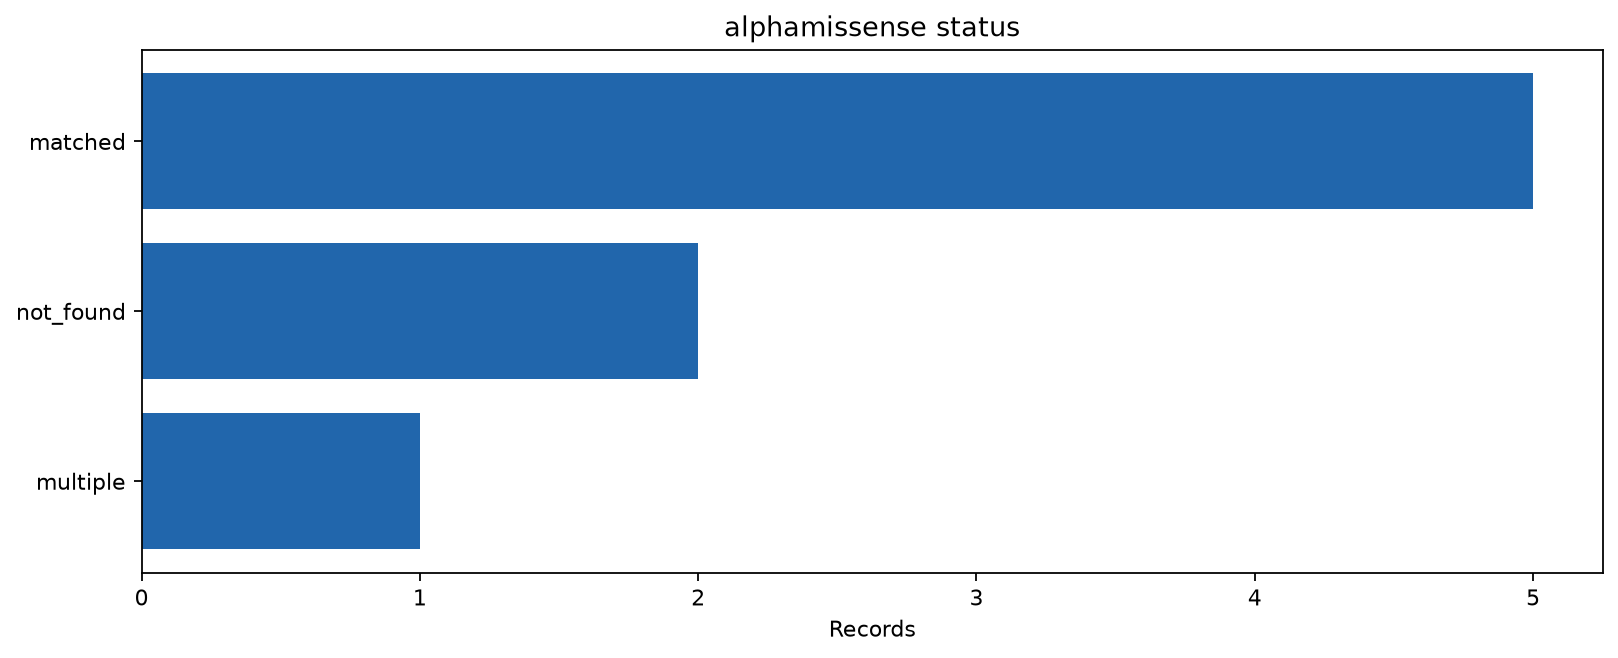 alphamissense status
matched
not_found
multiple
0 1 2 3 4 5
Records